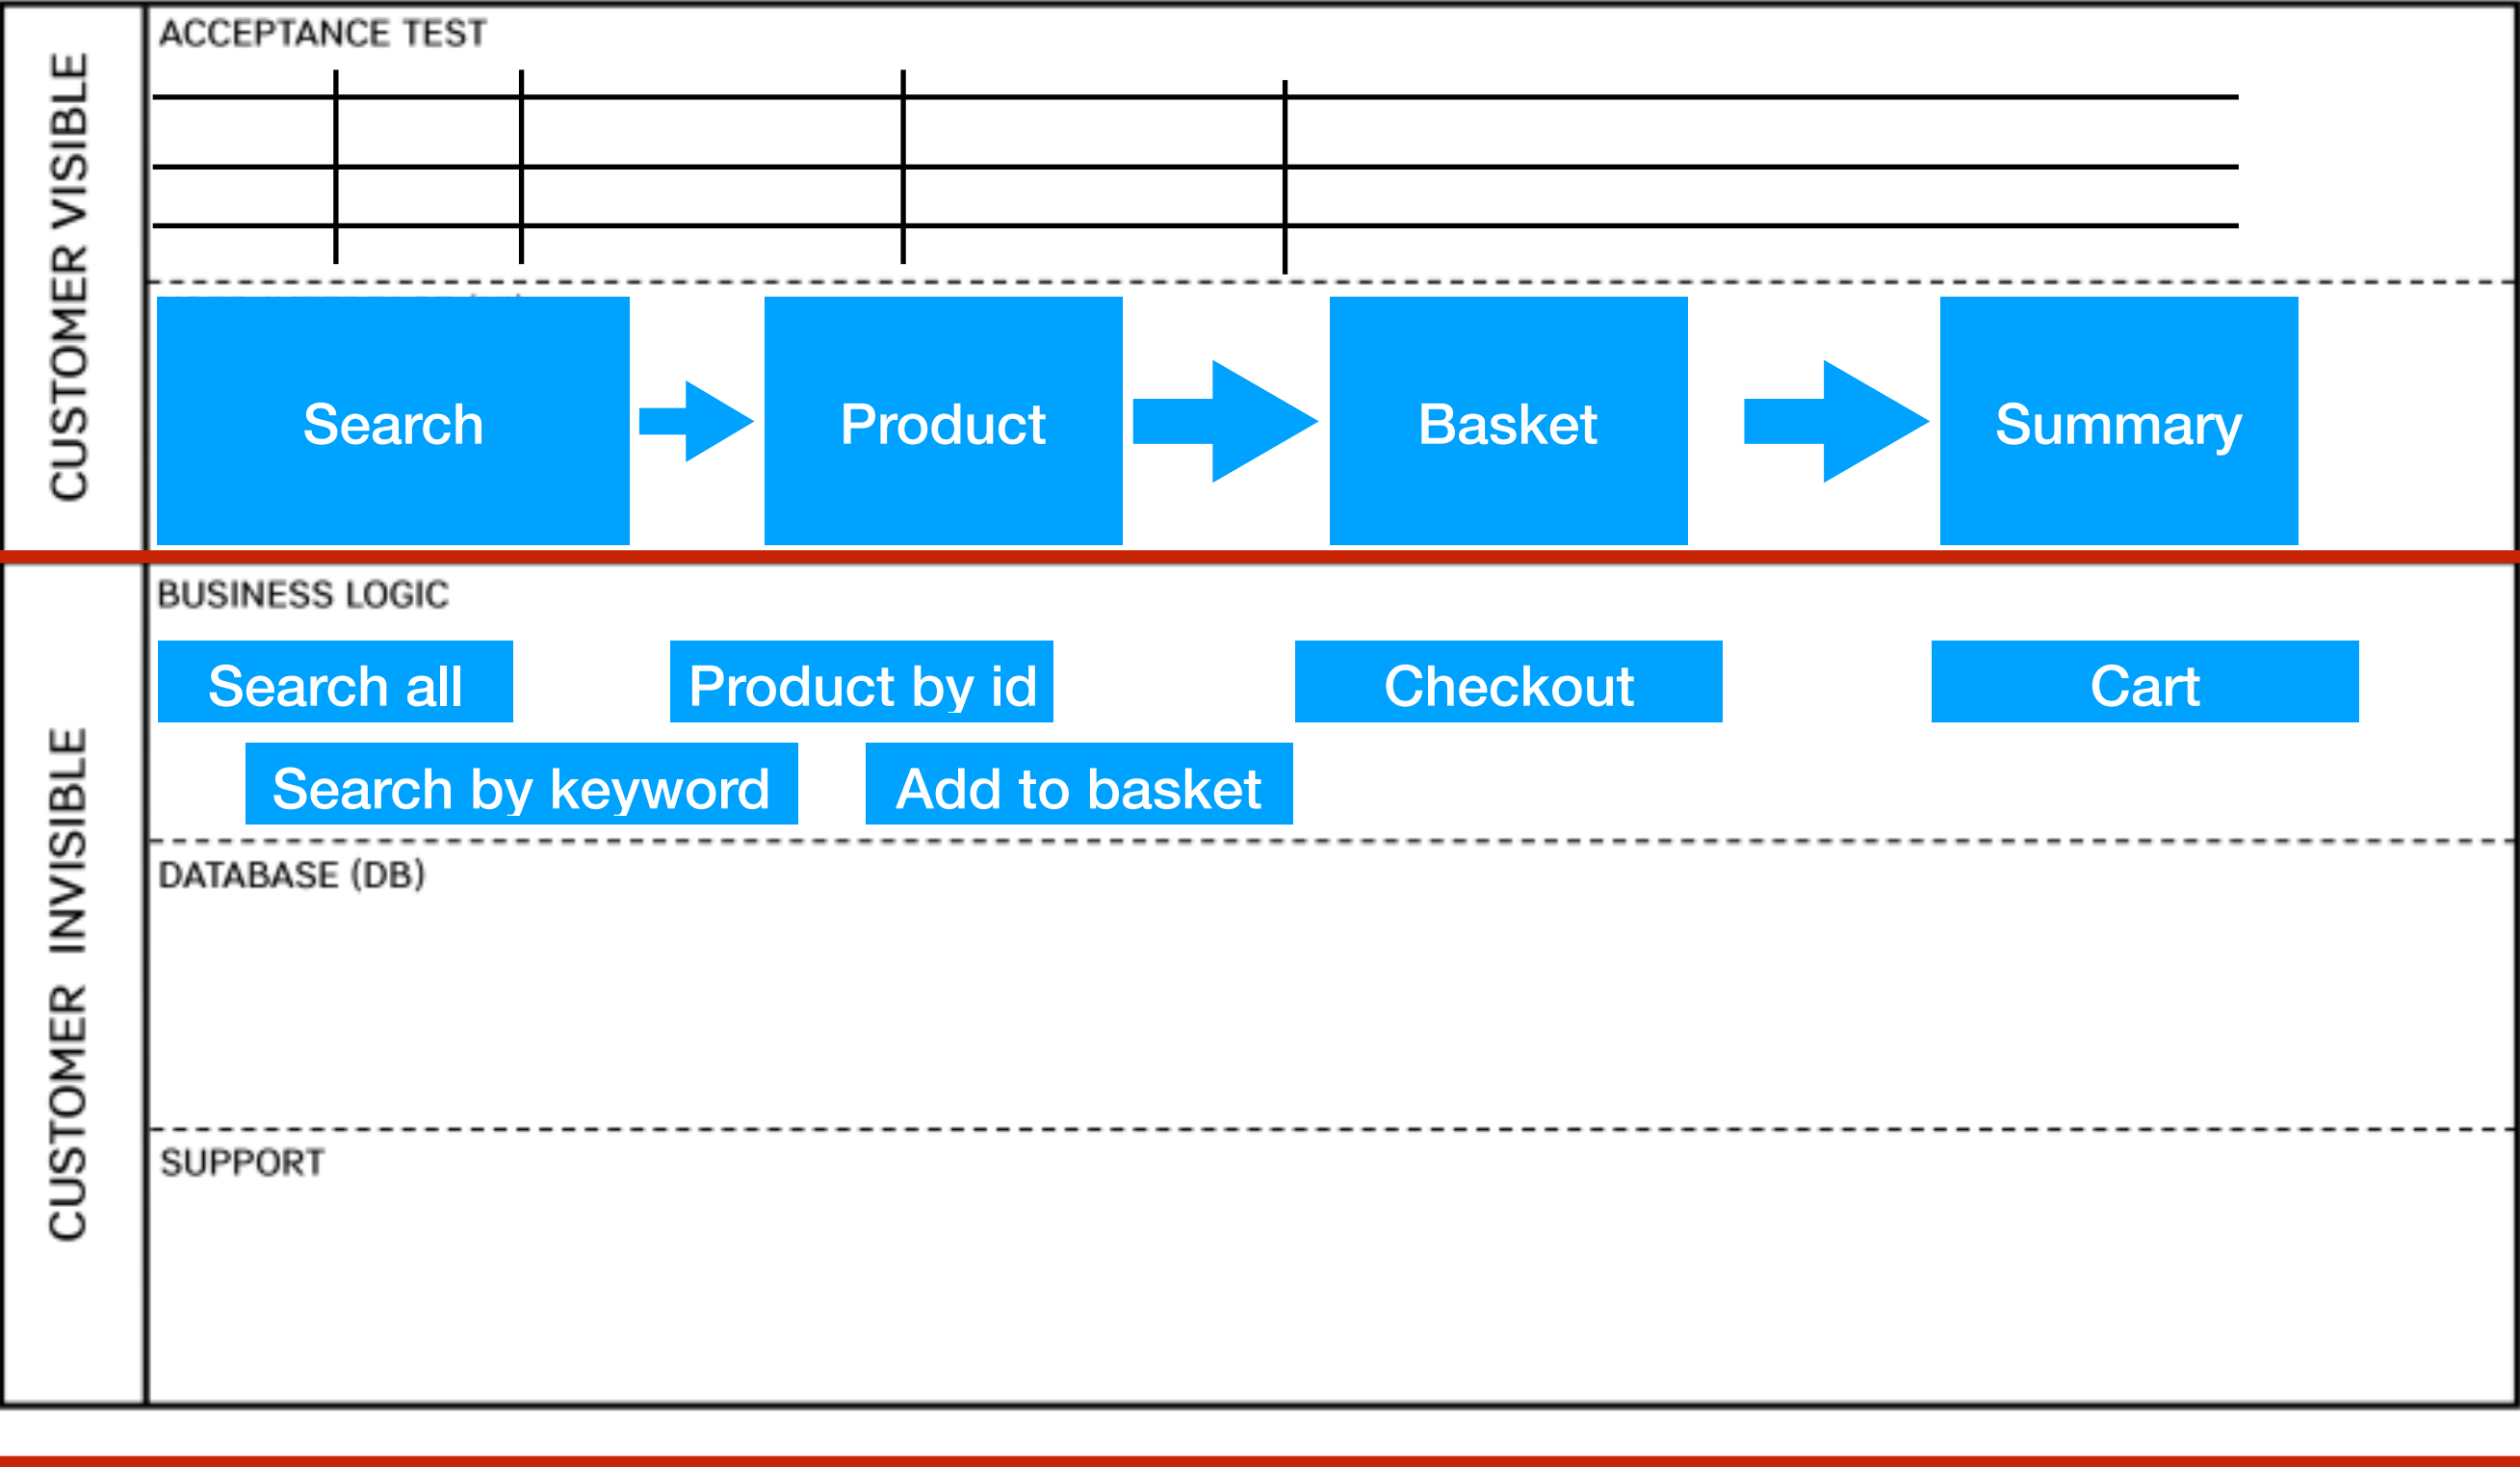 CUSTOMER VISIBLE
ACCEPTANCE TEST
Search
Product
Basket
Summary
CUSTOMER INVISIBLE
BUSINESS LOGIC
Search all
Product by id
Checkout
Cart
Search by keyword
Add to basket
DATABASE (DB)
SUPPORT